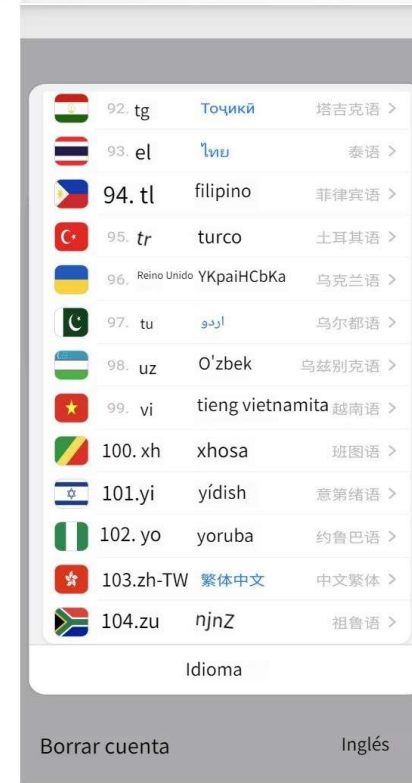 92. tg Тоҷикӣ 塔吉克语 >
93. el ไทย 泰语 >
94. tl filipino 菲律宾语 >
95. tr turco 土耳其语 >
96. Reino Unido YKpaiHCbKa 乌克兰语 >
97. tu اردو 乌尔都语 >
98. uz O'zbek 乌兹别克语 >
99. vi tieng vietnamita 越南语 >
100. xh xhosa 班图语 >
101.yi yídish 意第绪语 >
102. yo yoruba 约鲁巴语 >
103.zh-TW 繁体中文 中文繁体 >
104.zu njnZ 祖鲁语 >
Idioma
Borrar cuenta Inglés